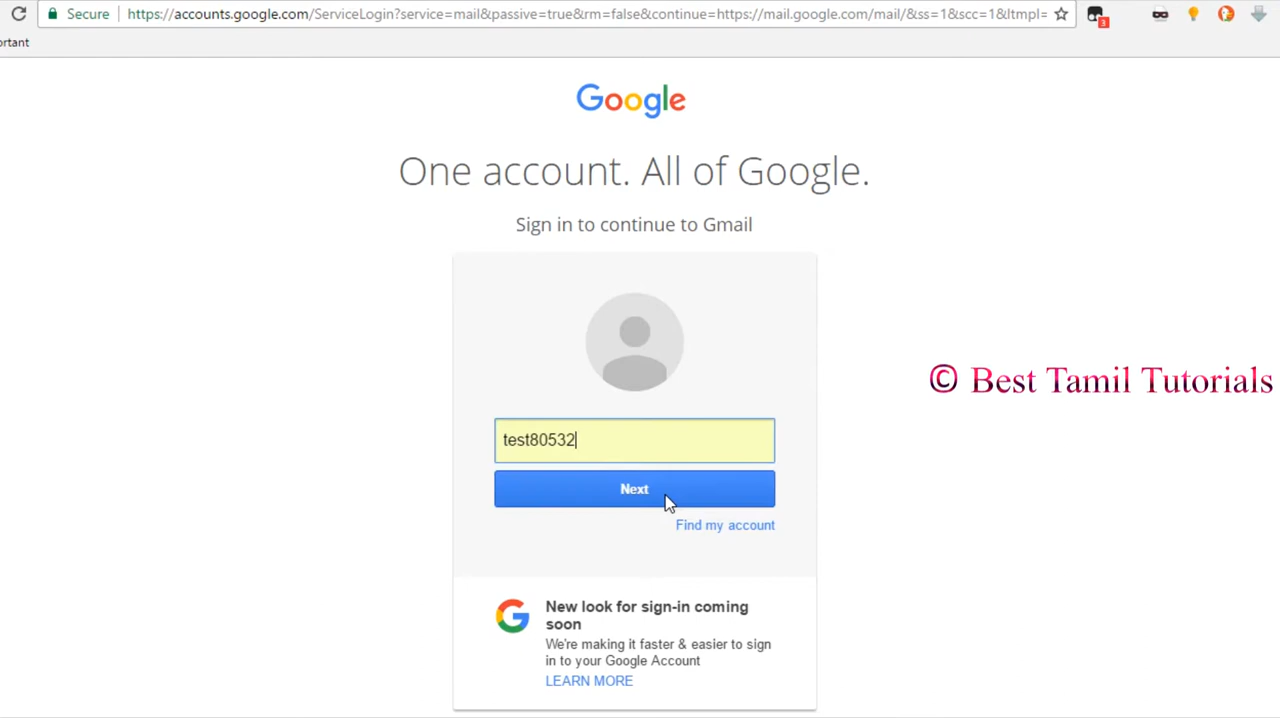 Secure
https://accounts.google.com/ServiceLogin?service=mail&passive=true&rm=false&continue=https://mail.google.com/mail/&ss=1&scc=1&ltmpl=
3
ortant
Google
One account. All of Google.
Sign in to continue to Gmail
© Best Tamil Tutorials
test80532
Next
Find my account
G
New look for sign-in coming
soon
We're making it faster & easier to sign
in to your Google Account
LEARN MORE